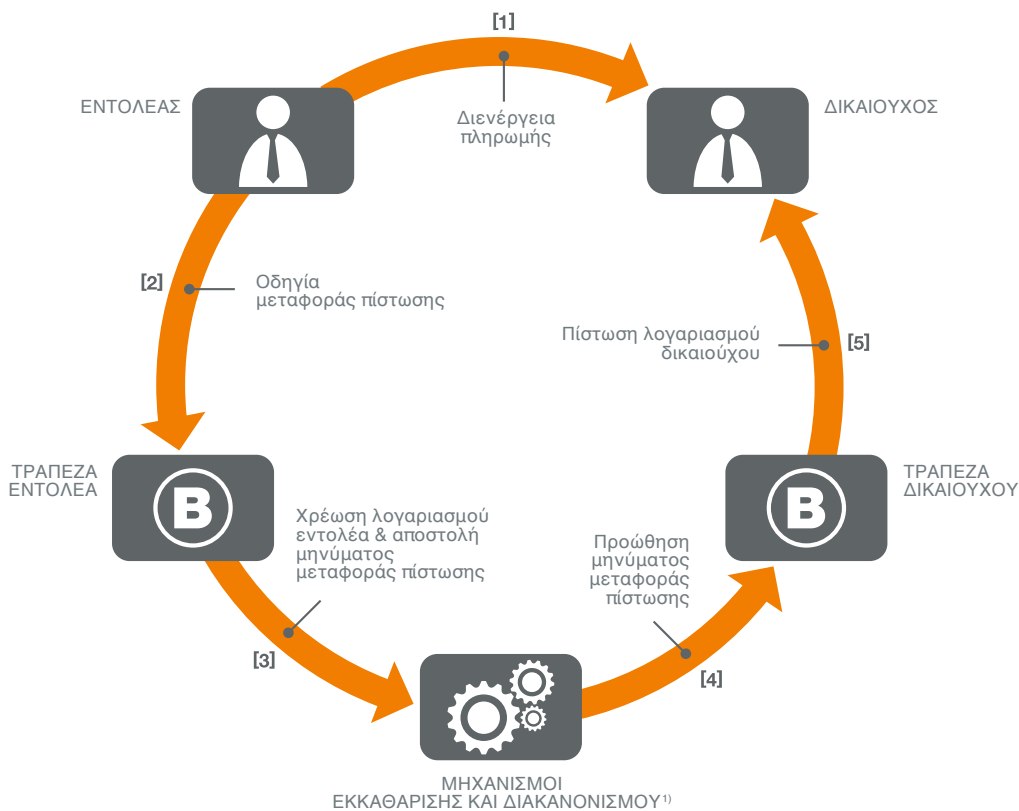 [1]
ΕΝΤΟΛΕΑΣ
ΔΙΚΑΙΟΥΧΟΣ
Διενέργεια
πληρωμής
[2]
Οδηγία
μεταφοράς πίστωσης
Πίστωση λογαριασμού
δικαιούχου
[5]
ΤΡΑΠΕΖΑ
ΕΝΤΟΛΕΑ
B
Χρέωση λογαριασμού
εντολέα & αποστολή
μηνύματος
μεταφοράς πίστωσης
Προώθηση
μηνύματος
μεταφοράς
πίστωσης
B
ΤΡΑΠΕΖΑ
ΔΙΚΑΙΟΥΧΟΥ
[3]
[4]
ΜΗΧΑΝΙΣΜΟΙ
ΕΚΚΑΘΑΡΙΣΗΣ ΚΑΙ ΔΙΑΚΑΝΟΝΙΣΜΟΥ¹⁾